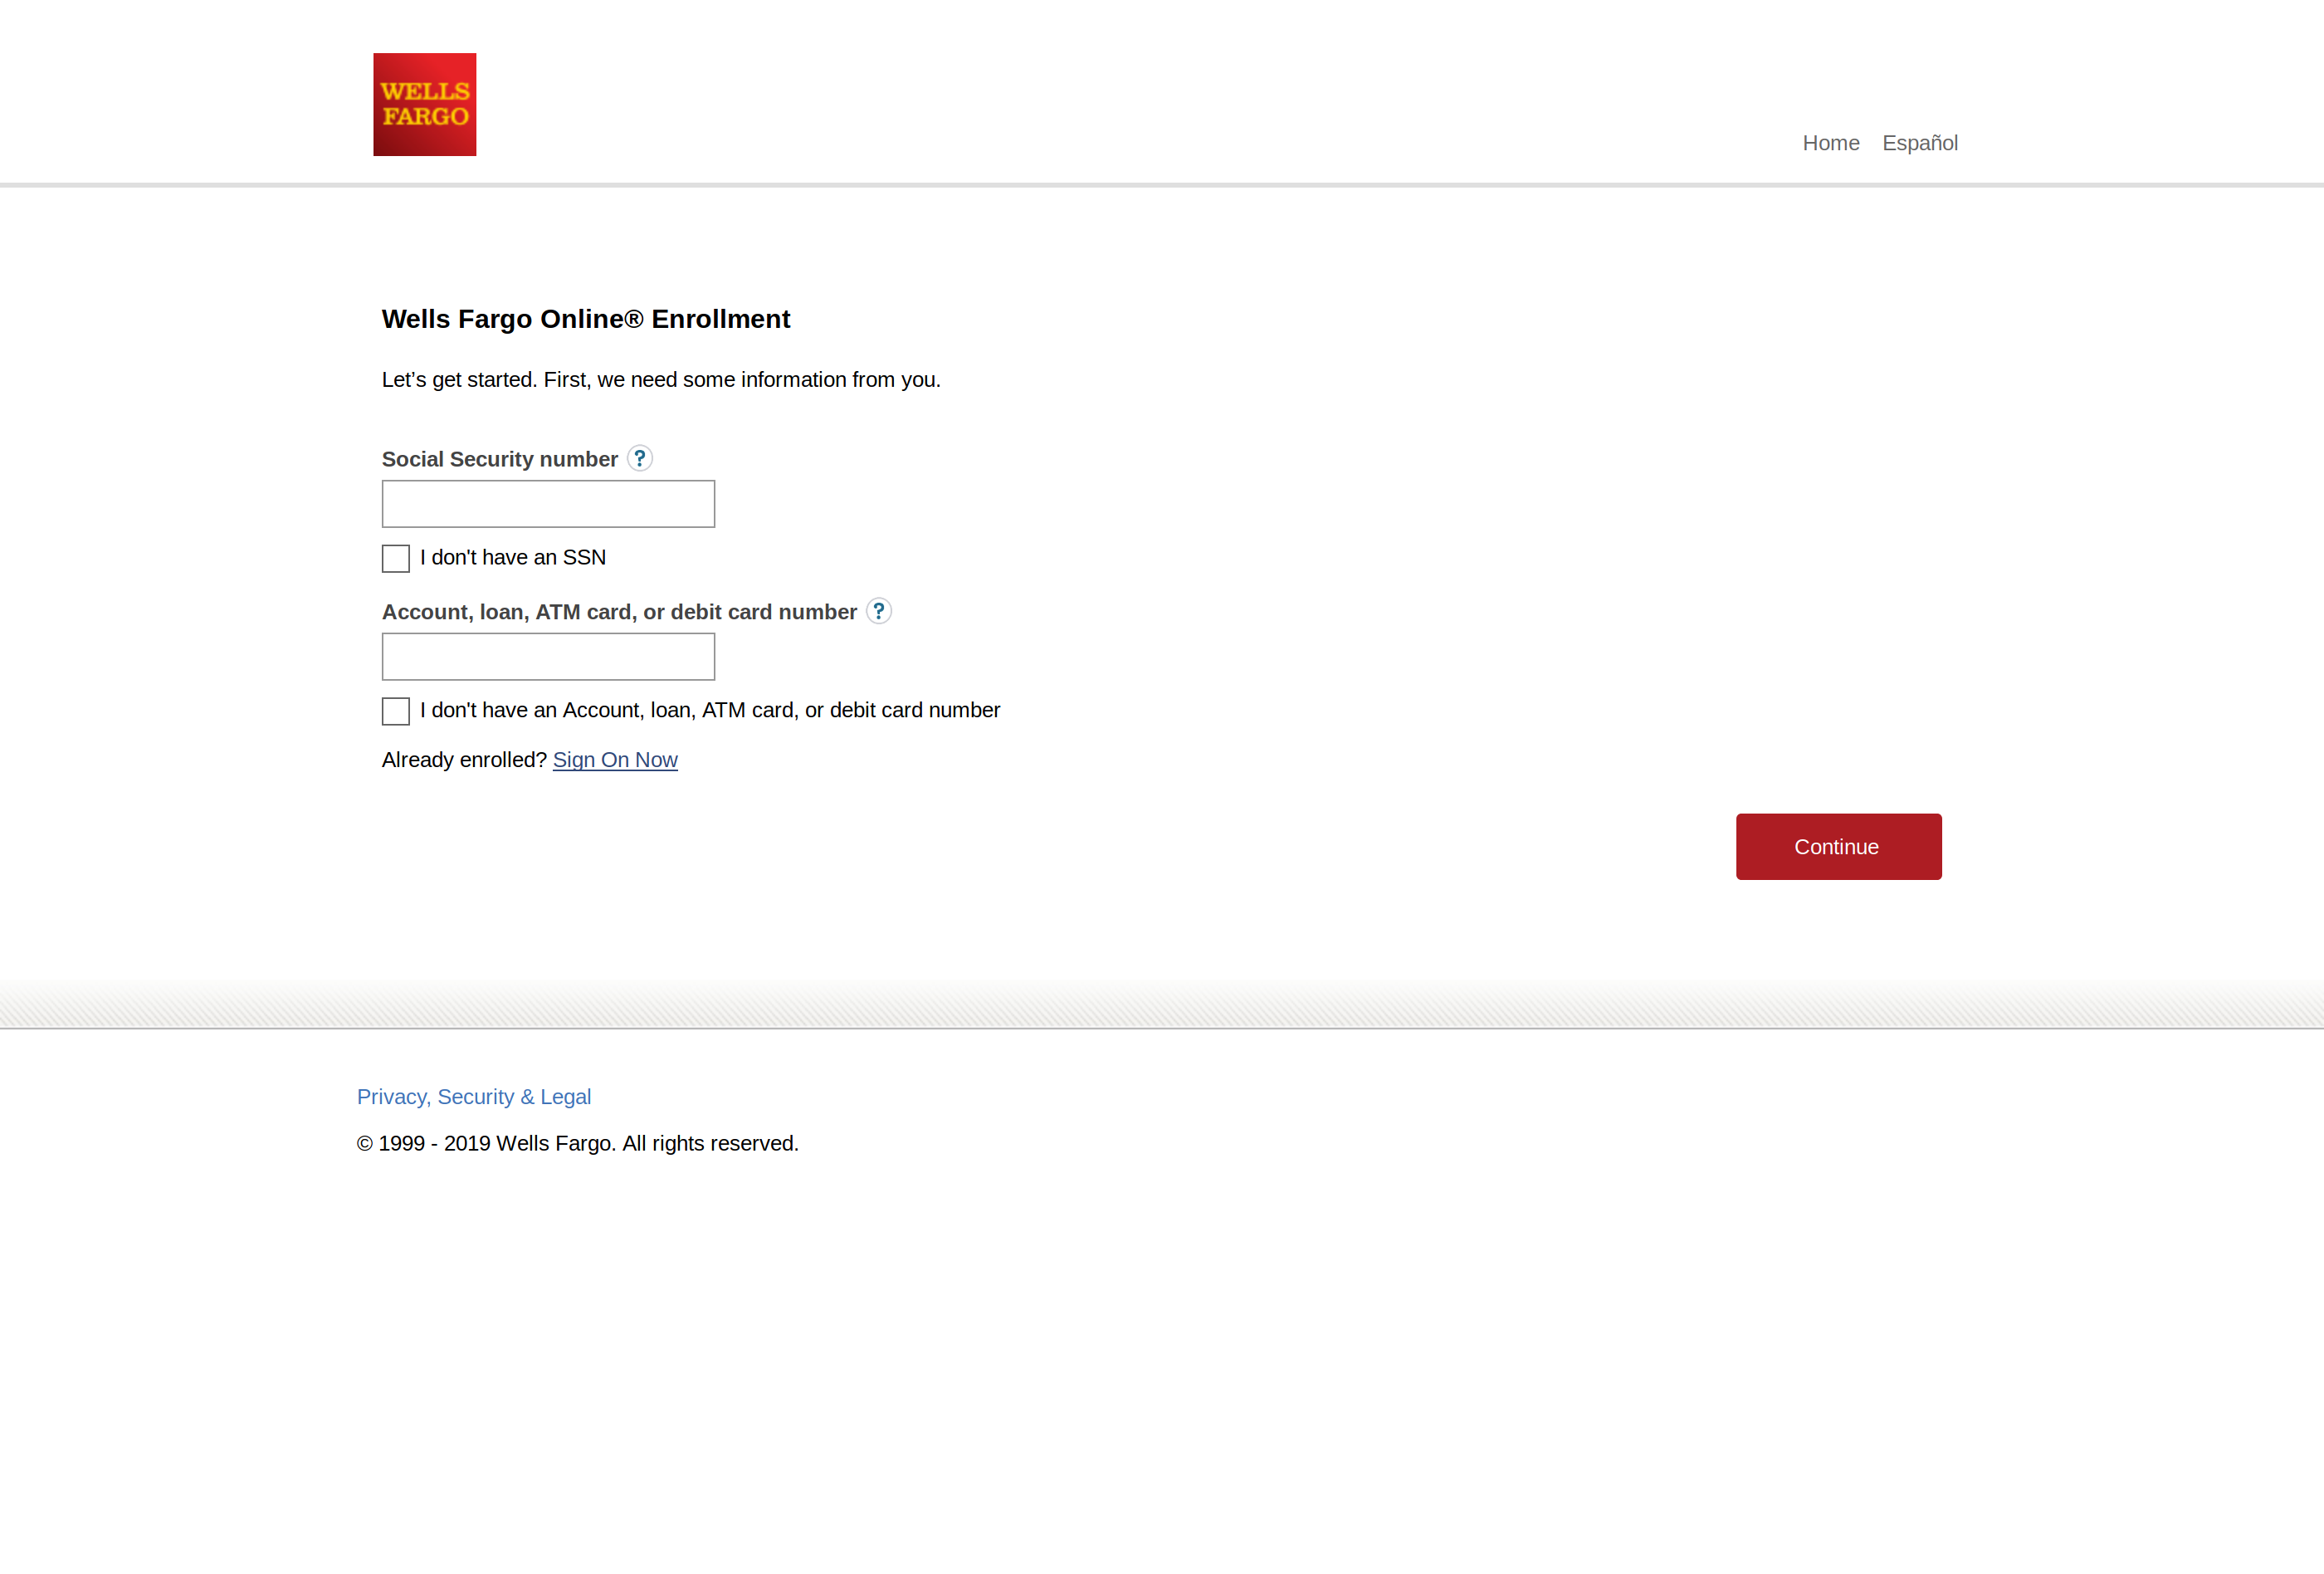 WELLS
FARGO
Home Español
Wells Fargo Online® Enrollment
Let’s get started. First, we need some information from you.
Social Security number ?
I don't have an SSN
Account, loan, ATM card, or debit card number ?
I don't have an Account, loan, ATM card, or debit card number
Already enrolled? Sign On Now
Continue
Privacy, Security & Legal
© 1999 - 2019 Wells Fargo. All rights reserved.